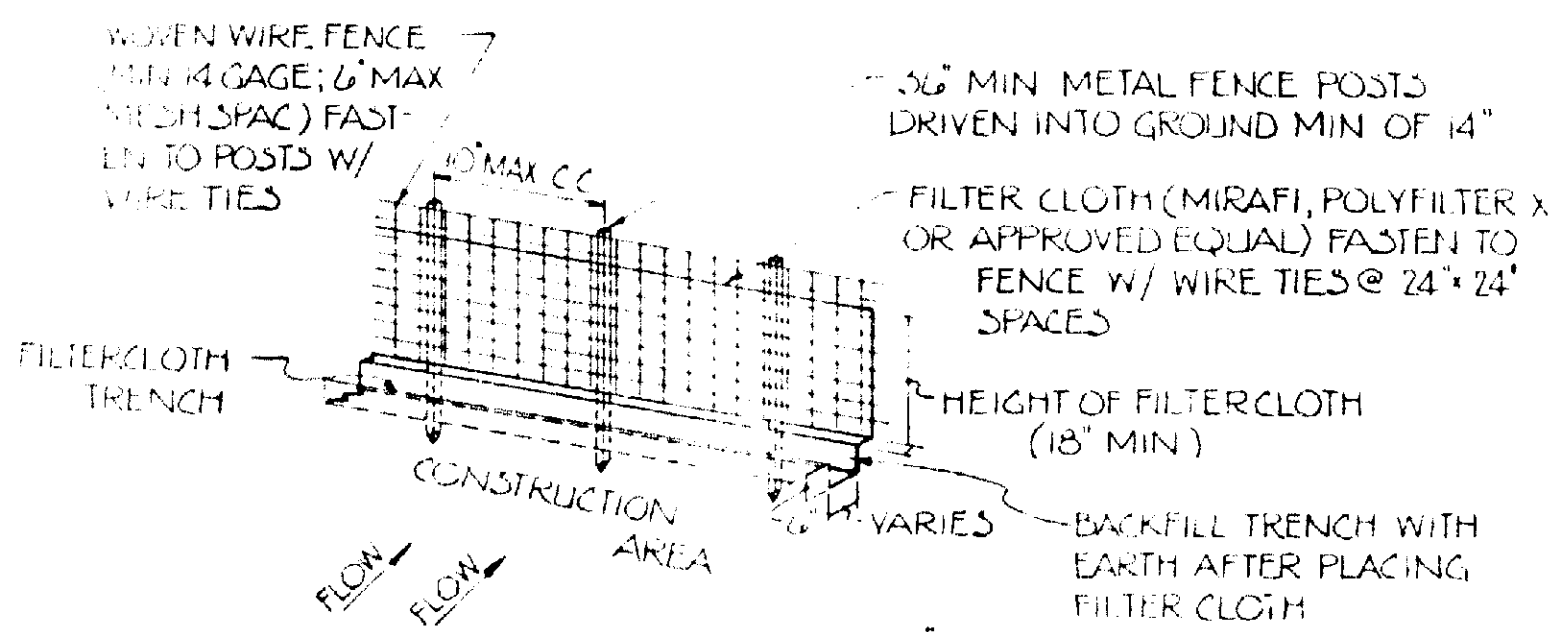 WOVEN WIRE FENCE
(MIN 14 GAGE; 6" MAX
MESH SPAC) FAST-
EN TO POSTS W/
WIRE TIES
10' MAX C C
36" MIN METAL FENCE POSTS
DRIVEN INTO GROUND MIN OF 14"
FILTER CLOTH (MIRAFI, POLYFILTER X
OR APPROVED EQUAL) FASTEN TO
FENCE W/ WIRE TIES @ 24" x 24"
SPACES
FILTERCLOTH
TRENCH
HEIGHT OF FILTERCLOTH
(18" MIN)
CONSTRUCTION
AREA
6"
VARIES
BACKFILL TRENCH WITH
EARTH AFTER PLACING
FILTER CLOTH
FLOW
FLOW